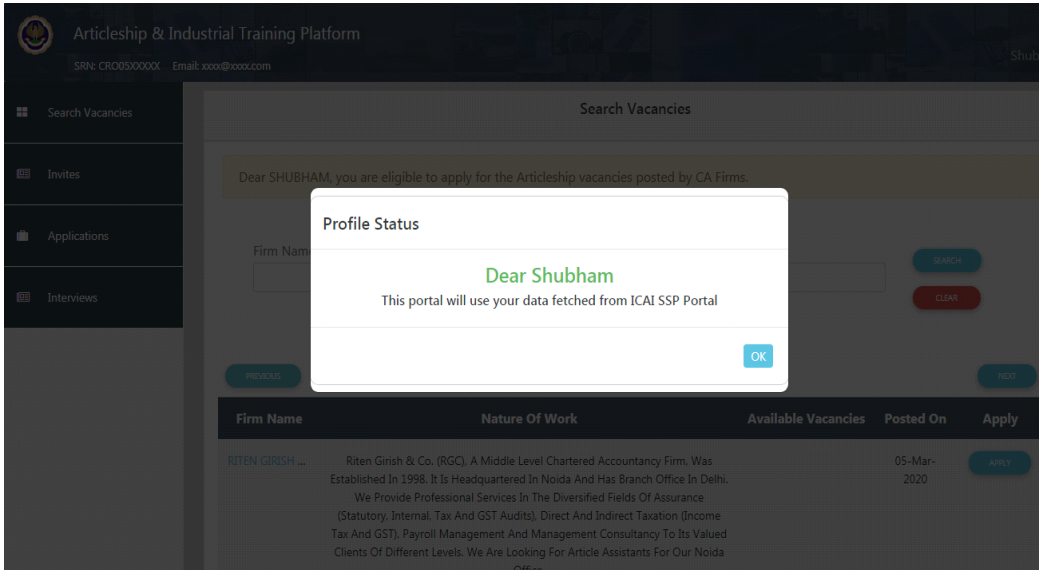 Articleship & Industrial Training Platform
SRN: CRO05XXXXX Email: xxxx@xxxx.com
Shub
Search Vacancies
Invites
Applications
Interviews
Search Vacancies
Dear SHUBHAM, you are eligible to apply for the Articleship vacancies posted by CA Firms.
Firm Name
SEARCH
CLEAR
Profile Status
Dear Shubham
This portal will use your data fetched from ICAI SSP Portal
OK
PREVIOUS
NEXT
Firm Name Nature Of Work Available Vacancies Posted On Apply
RITEN GIRISH ... Riten Girish & Co. (RGC), A Middle Level Chartered Accountancy Firm. Was 05-Mar- APPLY
Established In 1998. It Is Headquartered In Noida And Has Branch Office In Delhi. 2020
We Provide Professional Services In The Diversified Fields Of Assurance
(Statutory, Internal, Tax And GST Audits), Direct And Indirect Taxation (Income
Tax And GST), Payroll Management And Management Consultancy To Its Valued
Clients Of Different Levels. We Are Looking For Article Assistants For Our Noida
Office